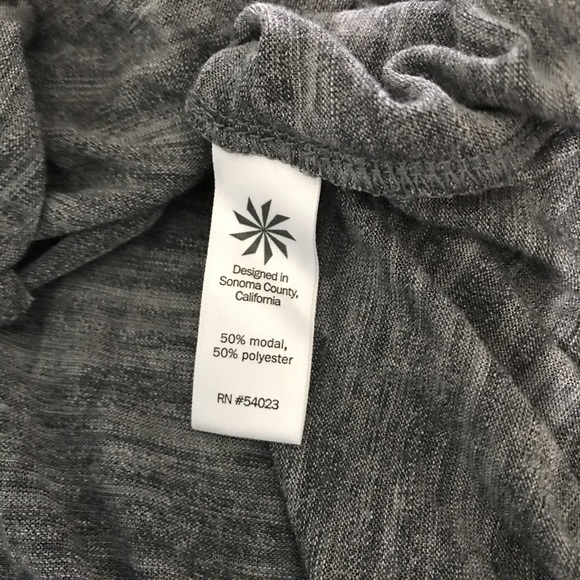 Designed in
Sonoma County,
California
50% modal,
50% polyester
RN #54023